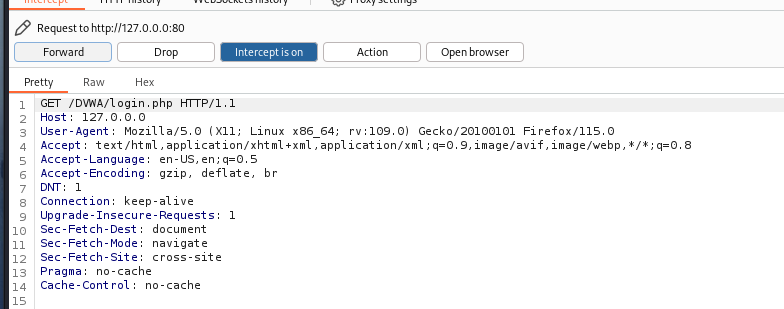 Intercept HTTP history WebSockets history Proxy settings
Request to http://127.0.0.0:80
Forward Drop Intercept is on Action Open browser
Pretty Raw Hex
1 GET /DVWA/login.php HTTP/1.1
2 Host: 127.0.0.0
3 User-Agent: Mozilla/5.0 (X11; Linux x86_64; rv:109.0) Gecko/20100101 Firefox/115.0
4 Accept: text/html,application/xhtml+xml,application/xml;q=0.9,image/avif,image/webp,*/*;q=0.8
5 Accept-Language: en-US,en;q=0.5
6 Accept-Encoding: gzip, deflate, br
7 DNT: 1
8 Connection: keep-alive
9 Upgrade-Insecure-Requests: 1
10 Sec-Fetch-Dest: document
11 Sec-Fetch-Mode: navigate
12 Sec-Fetch-Site: cross-site
13 Pragma: no-cache
14 Cache-Control: no-cache
15